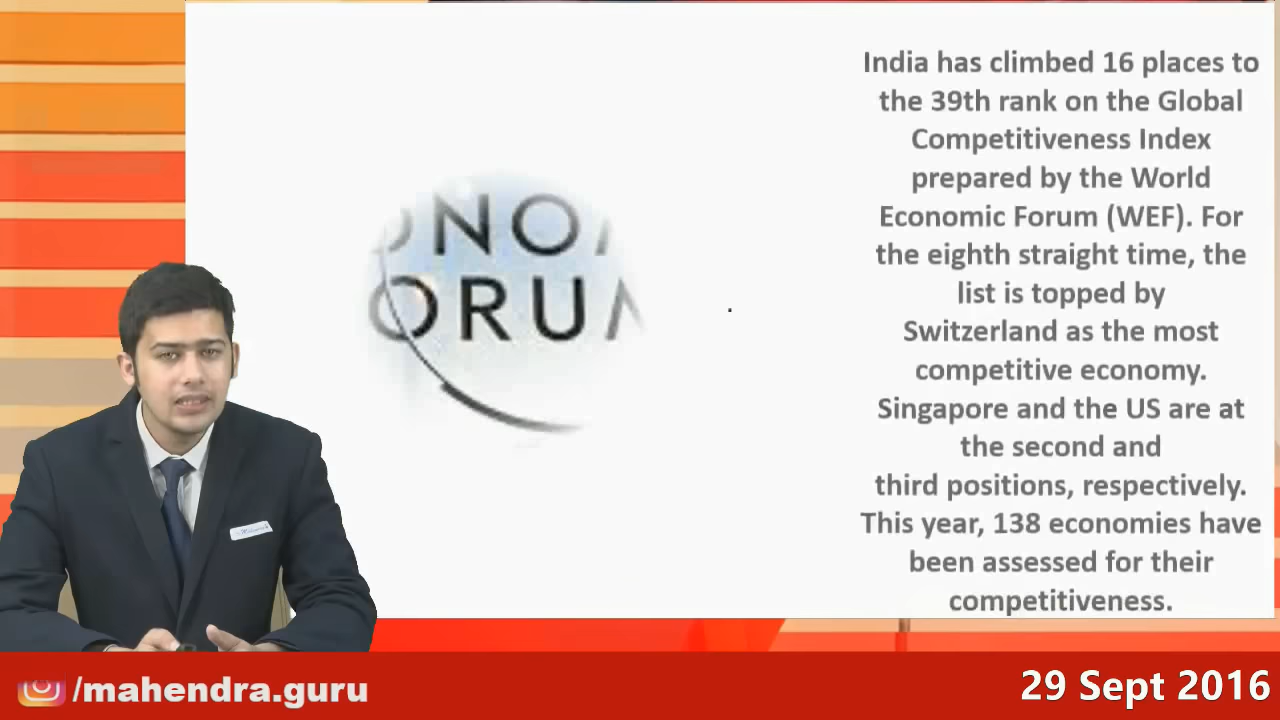 India has climbed 16 places to
the 39th rank on the Global
Competitiveness Index
prepared by the World
Economic Forum (WEF). For
the eighth straight time, the
list is topped by
Switzerland as the most
competitive economy.
Singapore and the US are at
the second and
third positions, respectively.
This year, 138 economies have
been assessed for their
competitiveness.
ONO
FORU
/mahendra.guru
29 Sept 2016